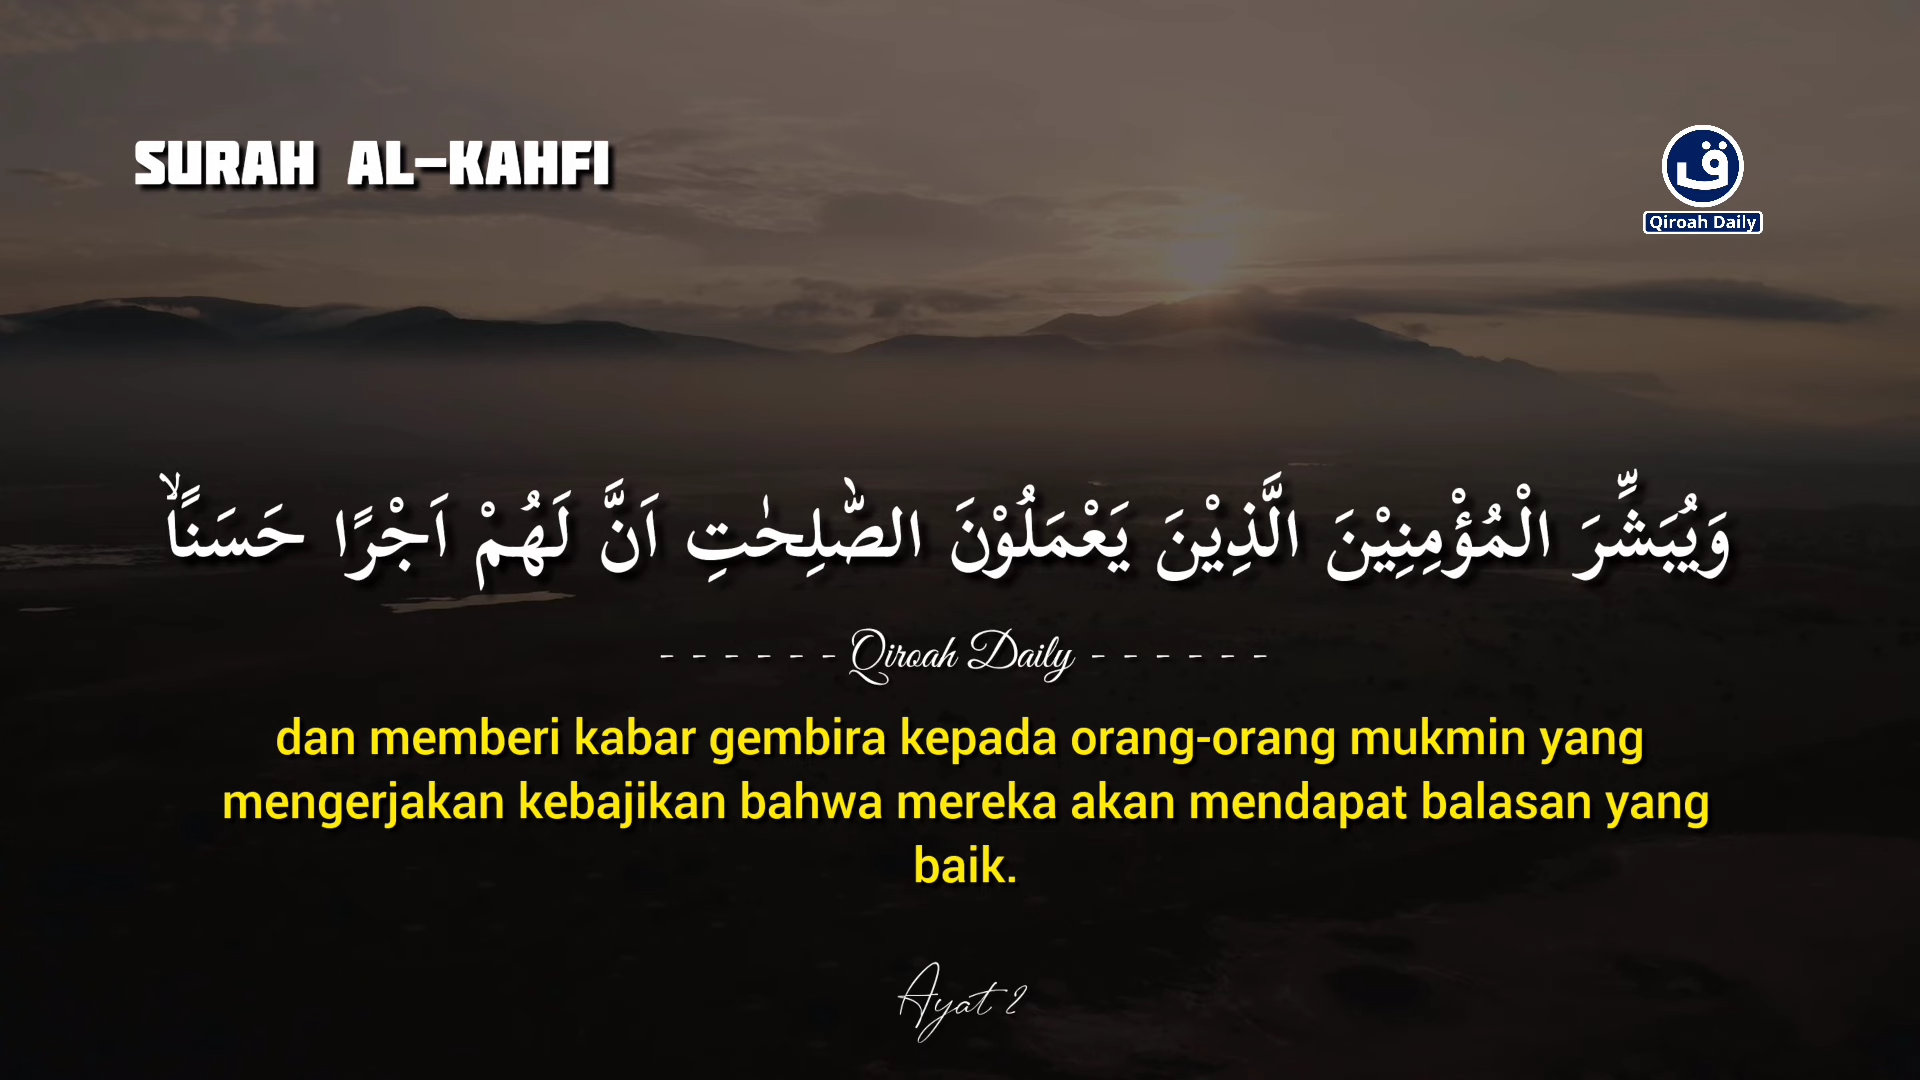 SURAH AL-KAHFI
ق
Qiroah Daily
وَيُبَشِّرَ الْمُؤْمِنِيْنَ الَّذِيْنَ يَعْمَلُوْنَ الصّٰلِحٰتِ اَنَّ لَهُمْ اَجْرًا حَسَنًاۙ
- - - - - - Qiroah Daily - - - - - -
dan memberi kabar gembira kepada orang-orang mukmin yang
mengerjakan kebajikan bahwa mereka akan mendapat balasan yang
baik.
Ayat 2